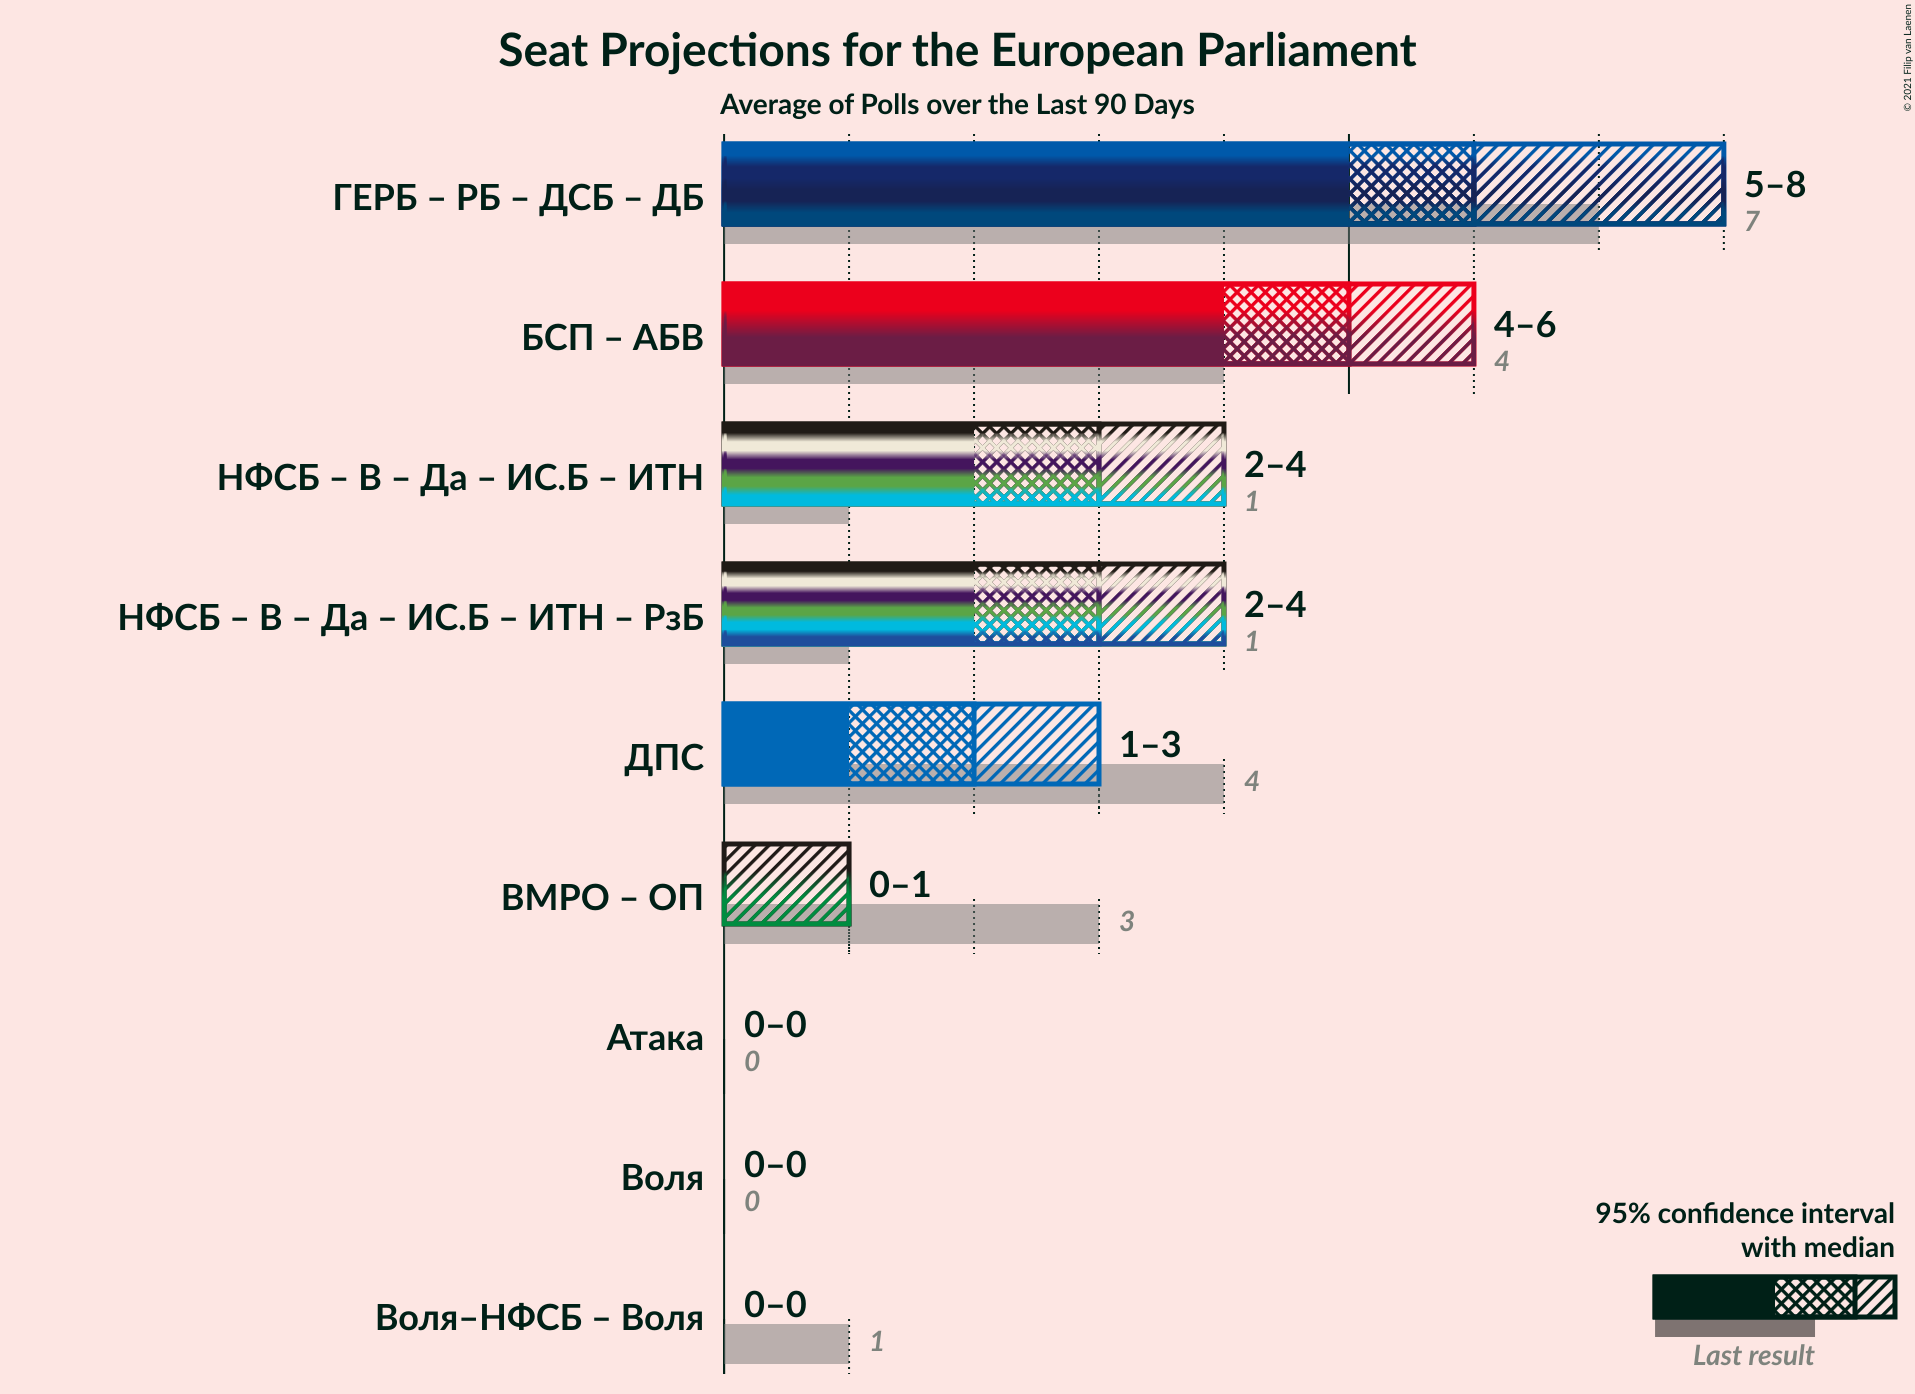 Seat Projections for the European Parliament
Average of Polls over the Last 90 Days
© 2021 Filip van Laenen
ГЕРБ – РБ – ДСБ – ДБ
5–8
7
БСП – АБВ
4–6
4
НФСБ – В – Да – ИС.Б – ИТН
2–4
1
НФСБ – В – Да – ИС.Б – ИТН – РзБ
2–4
1
ДПС
1–3
4
ВМРО – ОП
0–1
3
Атака
0–0
0
Воля
0–0
0
Воля–НФСБ – Воля
0–0
1
95% confidence interval
with median
Last result